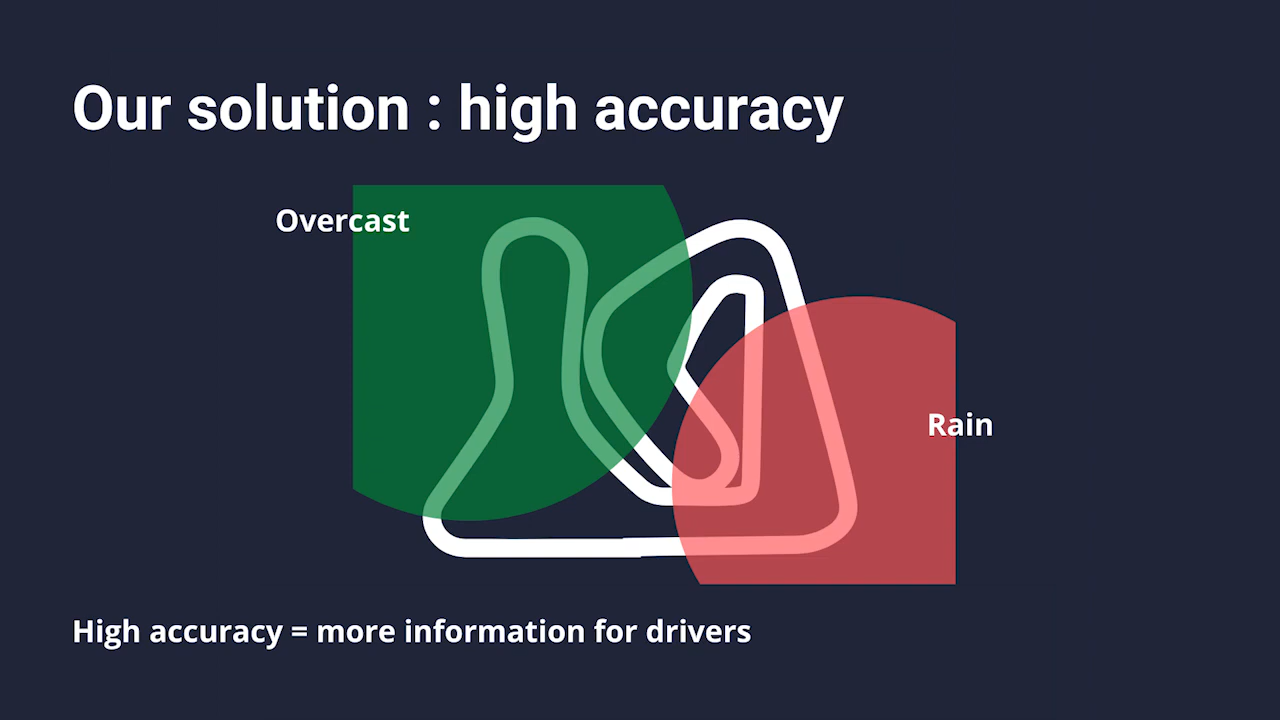 Our solution : high accuracy
Overcast
Rain
High accuracy = more information for drivers